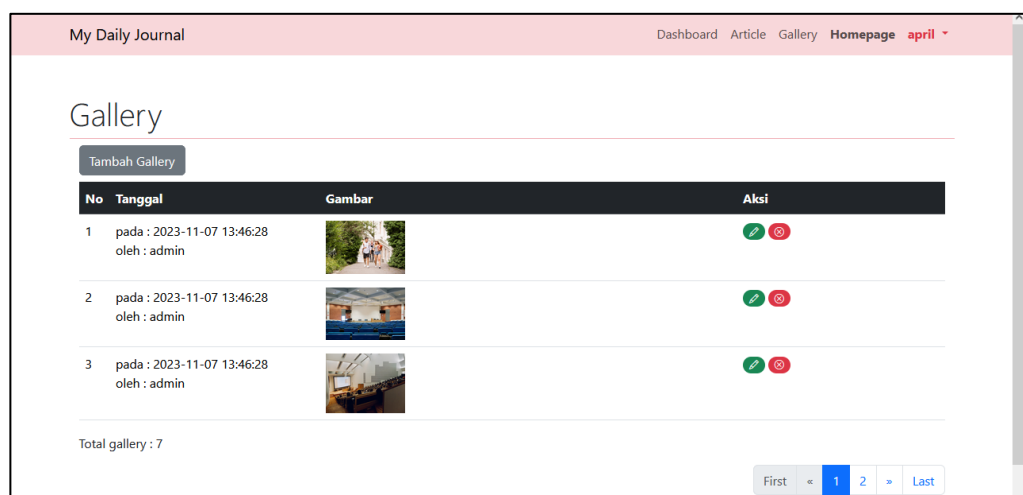 My Daily Journal Dashboard Article Gallery Homepage april
Gallery
Tambah Gallery
No Tanggal Gambar Aksi
1 pada : 2023-11-07 13:46:28
oleh : admin
2 pada : 2023-11-07 13:46:28
oleh : admin
3 pada : 2023-11-07 13:46:28
oleh : admin
Total gallery : 7
First « 1 2 » Last